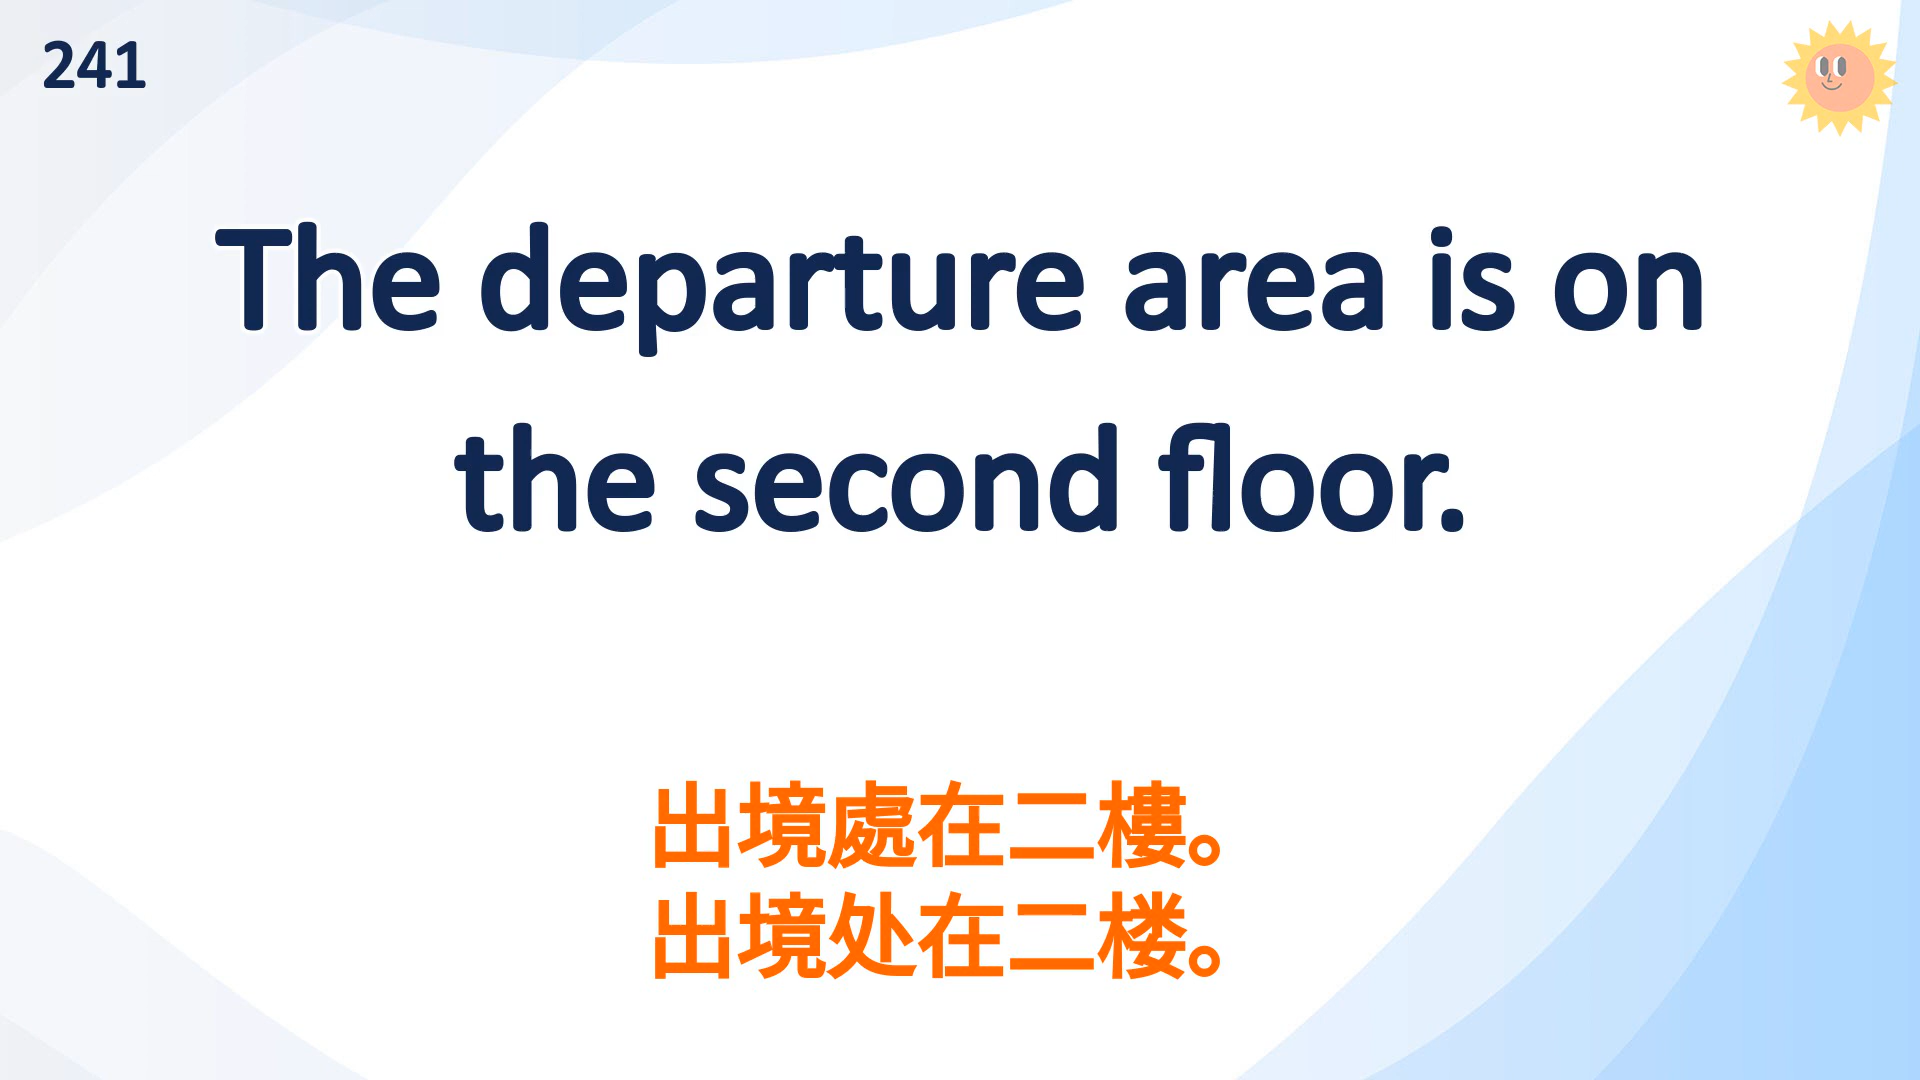 241
The departure area is on
the second floor.
出境處在二樓。
出境处在二楼。